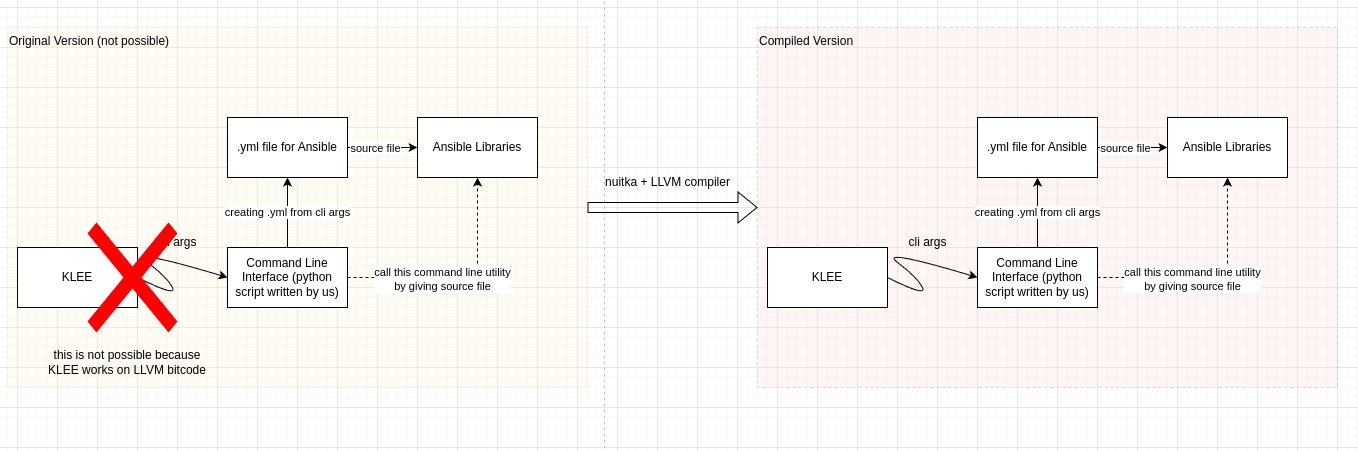 Original Version (not possible)
.yml file for Ansible
source file
Ansible Libraries
creating .yml from cli args
args
KLEE
Command Line
Interface (python
script written by us)
call this command line utility
by giving source file
this is not possible because
KLEE works on LLVM bitcode
nuitka + LLVM compiler
Compiled Version
.yml file for Ansible
source file
Ansible Libraries
creating .yml from cli args
cli args
KLEE
Command Line
Interface (python
script written by us)
call this command line utility
by giving source file